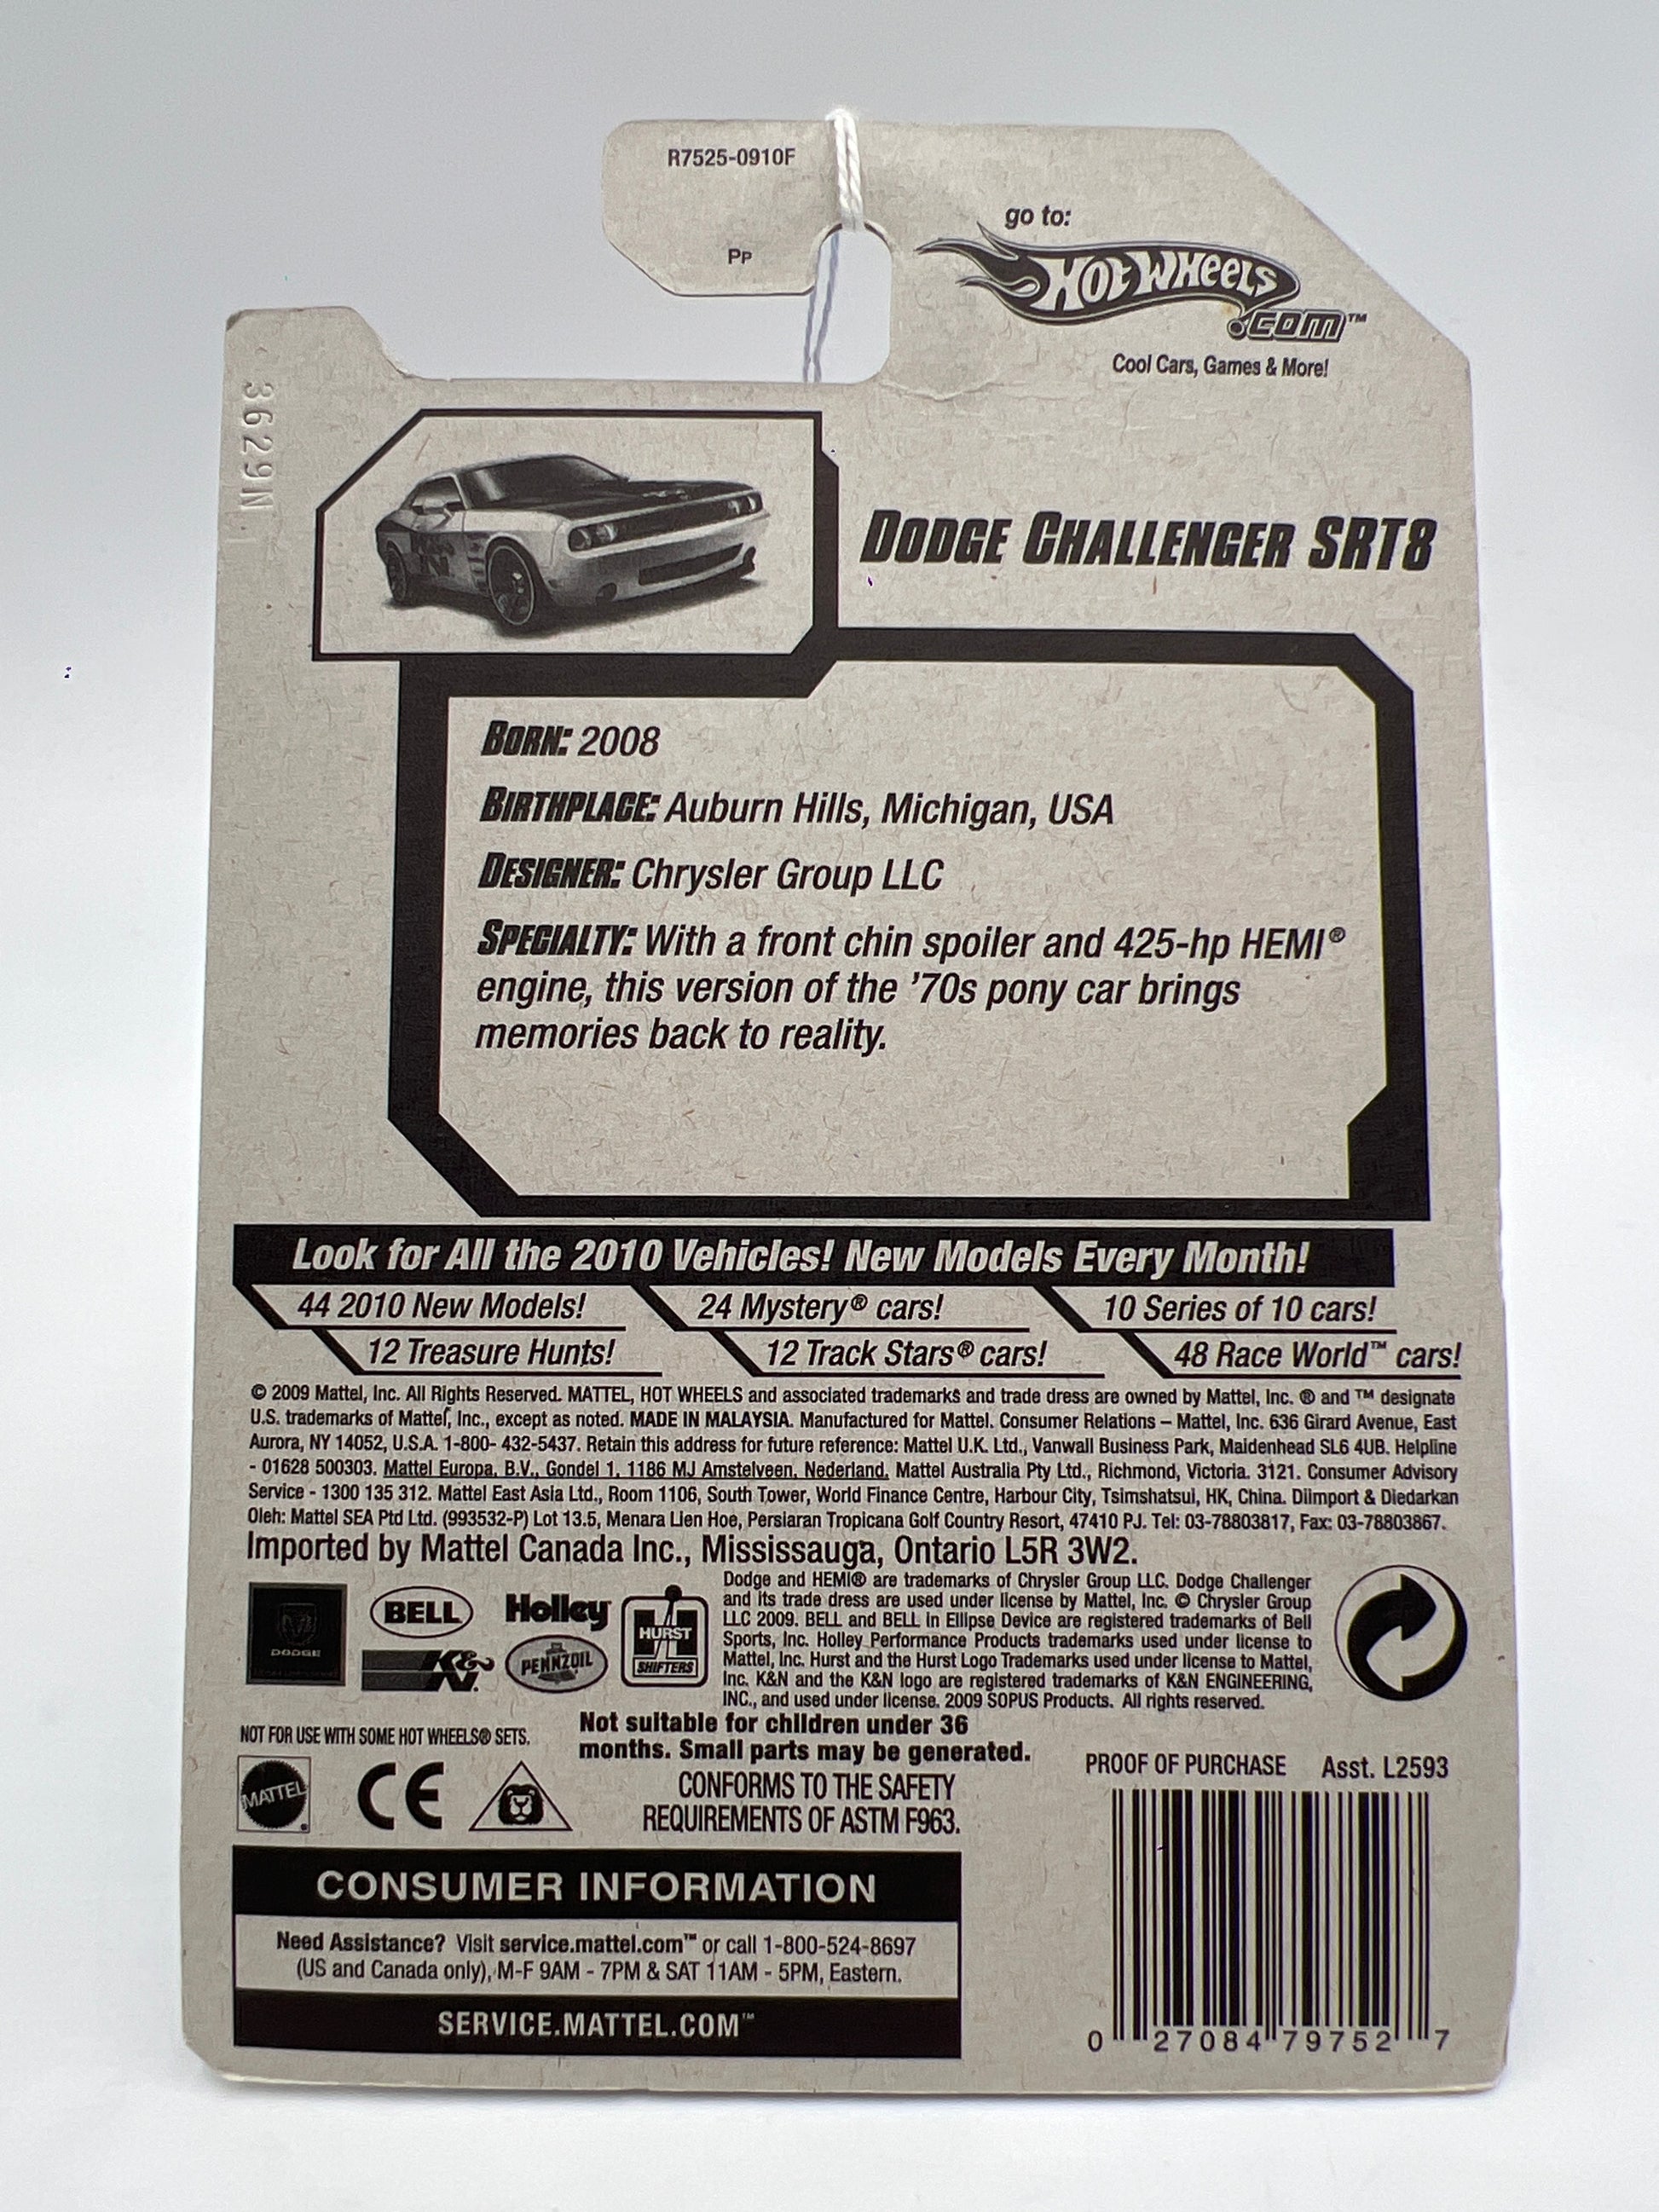 R7525-0910F
PP
go to:
Hot Wheels
.com™
Cool Cars, Games & More!
3629N
DODGE CHALLENGER SRT8
BORN: 2008
BIRTHPLACE: Auburn Hills, Michigan, USA
DESIGNER: Chrysler Group LLC
SPECIALTY: With a front chin spoiler and 425-hp HEMI®
engine, this version of the '70s pony car brings
memories back to reality.
Look for All the 2010 Vehicles! New Models Every Month!
44 2010 New Models! 24 Mystery® cars! 10 Series of 10 cars!
12 Treasure Hunts! 12 Track Stars® cars! 48 Race World™ cars!
© 2009 Mattel, Inc. All Rights Reserved. MATTEL, HOT WHEELS and associated trademarks and trade dress are owned by Mattel, Inc. ® and ™ designate
U.S. trademarks of Mattel, Inc., except as noted. MADE IN MALAYSIA. Manufactured for Mattel. Consumer Relations – Mattel, Inc. 636 Girard Avenue, East
Aurora, NY 14052, U.S.A. 1-800- 432-5437. Retain this address for future reference: Mattel U.K. Ltd., Vanwall Business Park, Maidenhead SL6 4UB. Helpline
- 01628 500303. Mattel Europa, B.V., Gondel 1, 1186 MJ Amstelveen, Nederland. Mattel Australia Pty Ltd., Richmond, Victoria. 3121. Consumer Advisory
Service - 1300 135 312. Mattel East Asia Ltd., Room 1106, South Tower, World Finance Centre, Harbour City, Tsimshatsui, HK, China. Diimport & Diedarkan
Oleh: Mattel SEA Ptd Ltd. (993532-P) Lot 13.5, Menara Lien Hoe, Persiaran Tropicana Golf Country Resort, 47410 PJ. Tel: 03-78803817, Fax: 03-78803867.
Imported by Mattel Canada Inc., Mississauga, Ontario L5R 3W2.
DODGE
BELL
Holley
K&N
PENNZOIL
HURST
SHIFTERS
Dodge and HEMI® are trademarks of Chrysler Group LLC. Dodge Challenger
and its trade dress are used under license by Mattel, Inc. © Chrysler Group
LLC 2009. BELL and BELL in Ellipse Device are registered trademarks of Bell
Sports, Inc. Holley Performance Products trademarks used under license to
Mattel, Inc. Hurst and the Hurst Logo Trademarks used under license to Mattel,
Inc. K&N and the K&N logo are registered trademarks of K&N ENGINEERING,
INC., and used under license. 2009 SOPUS Products. All rights reserved.
NOT FOR USE WITH SOME HOT WHEELS® SETS.
Not suitable for children under 36
months. Small parts may be generated.
MATTEL
CE
CONFORMS TO THE SAFETY
REQUIREMENTS OF ASTM F963.
PROOF OF PURCHASE Asst. L2593
CONSUMER INFORMATION
Need Assistance? Visit service.mattel.com™ or call 1-800-524-8697
(US and Canada only), M-F 9AM - 7PM & SAT 11AM - 5PM, Eastern.
SERVICE.MATTEL.COM™
0 27084 79752 7